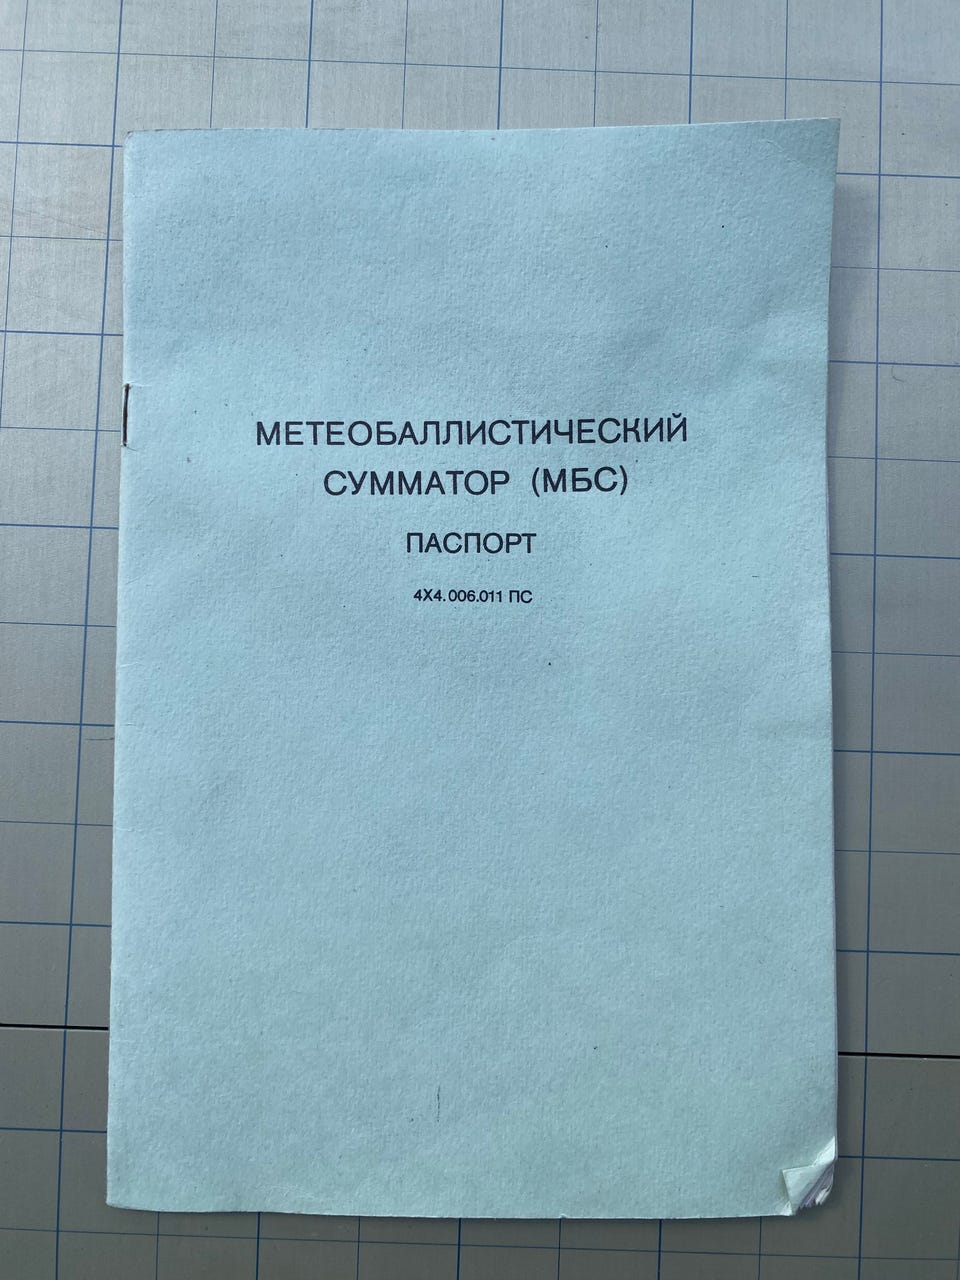 МЕТЕОБАЛЛИСТИЧЕСКИЙ
СУММАТОР (МБС)
ПАСПОРТ
4Х4.006.011 ПС